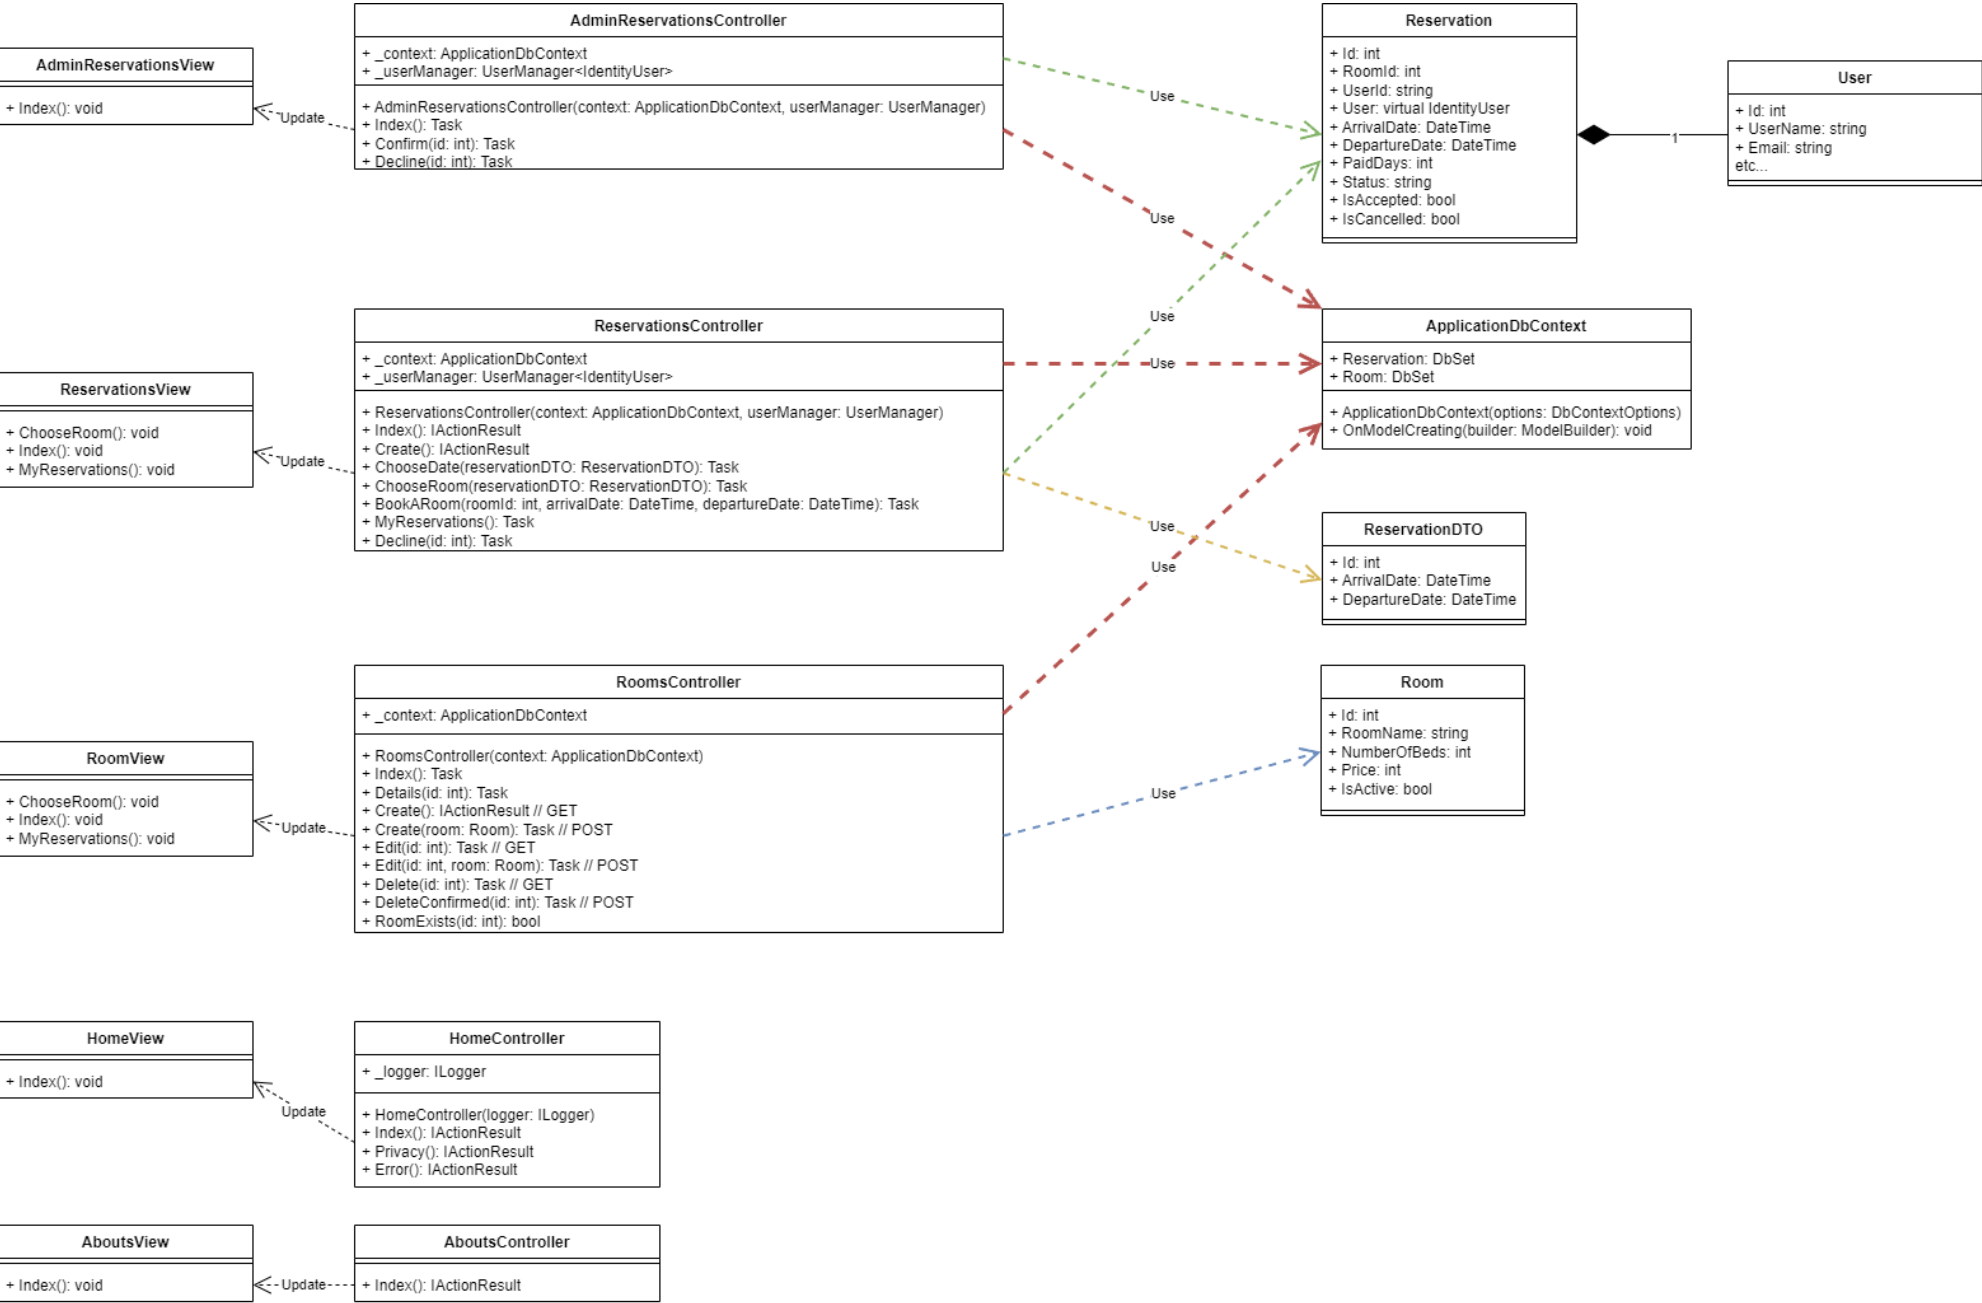 AdminReservationsView
+ Index(): void
Update
AdminReservationsController
+ _context: ApplicationDbContext
+ _userManager: UserManager<IdentityUser>
+ AdminReservationsController(context: ApplicationDbContext, userManager: UserManager)
+ Index(): Task
+ Confirm(id: int): Task
+ Decline(id: int): Task
Use
Use
Reservation
+ Id: int
+ RoomId: int
+ UserId: string
+ User: virtual IdentityUser
+ ArrivalDate: DateTime
+ DepartureDate: DateTime
+ PaidDays: int
+ Status: string
+ IsAccepted: bool
+ IsCancelled: bool
1
User
+ Id: int
+ UserName: string
+ Email: string
etc...
ReservationsView
+ ChooseRoom(): void
+ Index(): void
+ MyReservations(): void
Update
ReservationsController
+ _context: ApplicationDbContext
+ _userManager: UserManager<IdentityUser>
+ ReservationsController(context: ApplicationDbContext, userManager: UserManager)
+ Index(): IActionResult
+ Create(): IActionResult
+ ChooseDate(reservationDTO: ReservationDTO): Task
+ ChooseRoom(reservationDTO: ReservationDTO): Task
+ BookARoom(roomId: int, arrivalDate: DateTime, departureDate: DateTime): Task
+ MyReservations(): Task
+ Decline(id: int): Task
Use
Use
Use
Use
ApplicationDbContext
+ Reservation: DbSet
+ Room: DbSet
+ ApplicationDbContext(options: DbContextOptions)
+ OnModelCreating(builder: ModelBuilder): void
ReservationDTO
+ Id: int
+ ArrivalDate: DateTime
+ DepartureDate: DateTime
RoomView
+ ChooseRoom(): void
+ Index(): void
+ MyReservations(): void
Update
RoomsController
+ _context: ApplicationDbContext
+ RoomsController(context: ApplicationDbContext)
+ Index(): Task
+ Details(id: int): Task
+ Create(): IActionResult // GET
+ Create(room: Room): Task // POST
+ Edit(id: int): Task // GET
+ Edit(id: int, room: Room): Task // POST
+ Delete(id: int): Task // GET
+ DeleteConfirmed(id: int): Task // POST
+ RoomExists(id: int): bool
Use
Room
+ Id: int
+ RoomName: string
+ NumberOfBeds: int
+ Price: int
+ IsActive: bool
HomeView
+ Index(): void
Update
HomeController
+ _logger: ILogger
+ HomeController(logger: ILogger)
+ Index(): IActionResult
+ Privacy(): IActionResult
+ Error(): IActionResult
AboutsView
+ Index(): void
Update
AboutsController
+ Index(): IActionResult